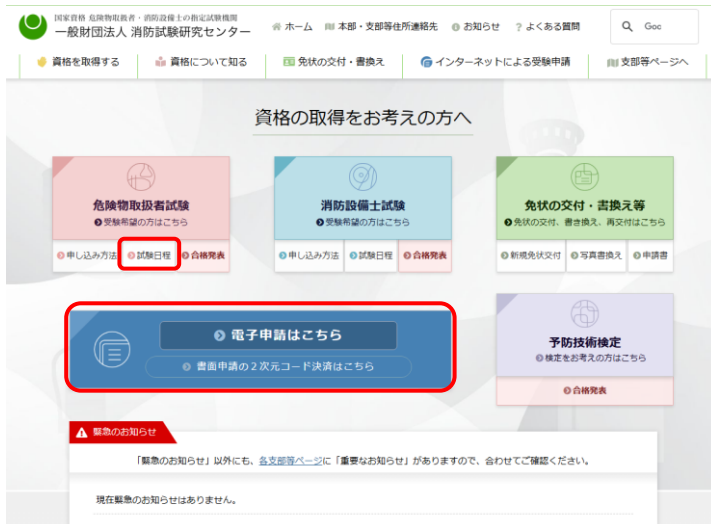 国家資格 危険物取扱者・消防設備士の指定試験機関
一般財団法人 消防試験研究センター
ホーム 本部・支部等住所連絡先 お知らせ ? よくある質問 Goo
資格を取得する 資格について知る 免状の交付・書換え インターネットによる受験申請 支部等ページへ
資格の取得をお考えの方へ
危険物取扱者試験
受験希望の方はこちら
申し込み方法 試験日程 合格発表
消防設備士試験
受験希望の方はこちら
申し込み方法 試験日程 合格発表
免状の交付・書換え等
免状の交付、書き換え、再交付はこちら
新規免状交付 写真書換え 申請書
電子申請はこちら
書面申請の2次元コード決済はこちら
予防技術検定
検定をお考えの方はこちら
合格発表
緊急のお知らせ
「緊急のお知らせ」以外にも、各支部等ページに「重要なお知らせ」がありますので、合わせてご確認ください。
現在緊急のお知らせはありません。